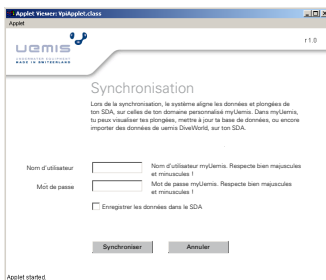 Applet Viewer: VpiApplet.class
Applet
r 1.0
uemis
UNDERWATER EQUIPMENT
MADE IN SWITZERLAND
Synchronisation
Lors de la synchronisation, le système aligne les données et plongées de
ton SDA, sur celles de ton domaine personnalisé myUemis. Dans myUemis,
tu peux visualiser tes plongées, mettre à jour ta base de données, ou encore
importer des données de uemis DiveWorld, sur ton SDA.
Nom d'utilisateur
Nom d'utilisateur myUemis. Respecte bien majuscules
et minuscules !
Mot de passe
Mot de passe myUemis. Respecte bien majuscules
et minuscules !
Enregistrer les données dans le SDA
Synchroniser
Annuler
Applet started.